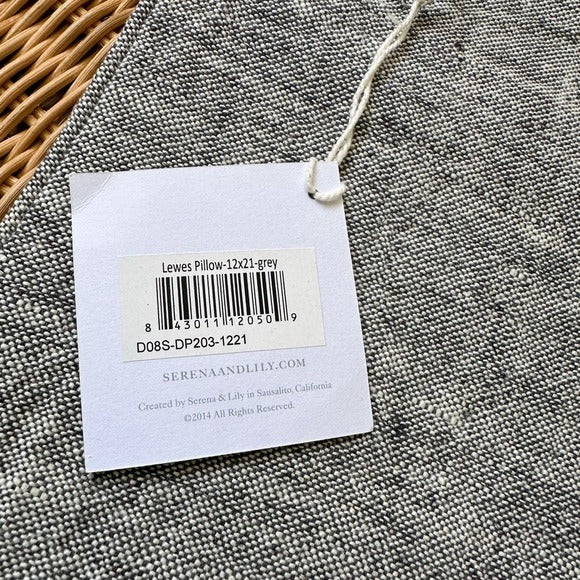 Lewes Pillow-12x21-grey
8 43011 12050 9
D08S-DP203-1221
SERENAANDLILY.COM
Created by Serena & Lily in Sausalito, California
©2014 All Rights Reserved.